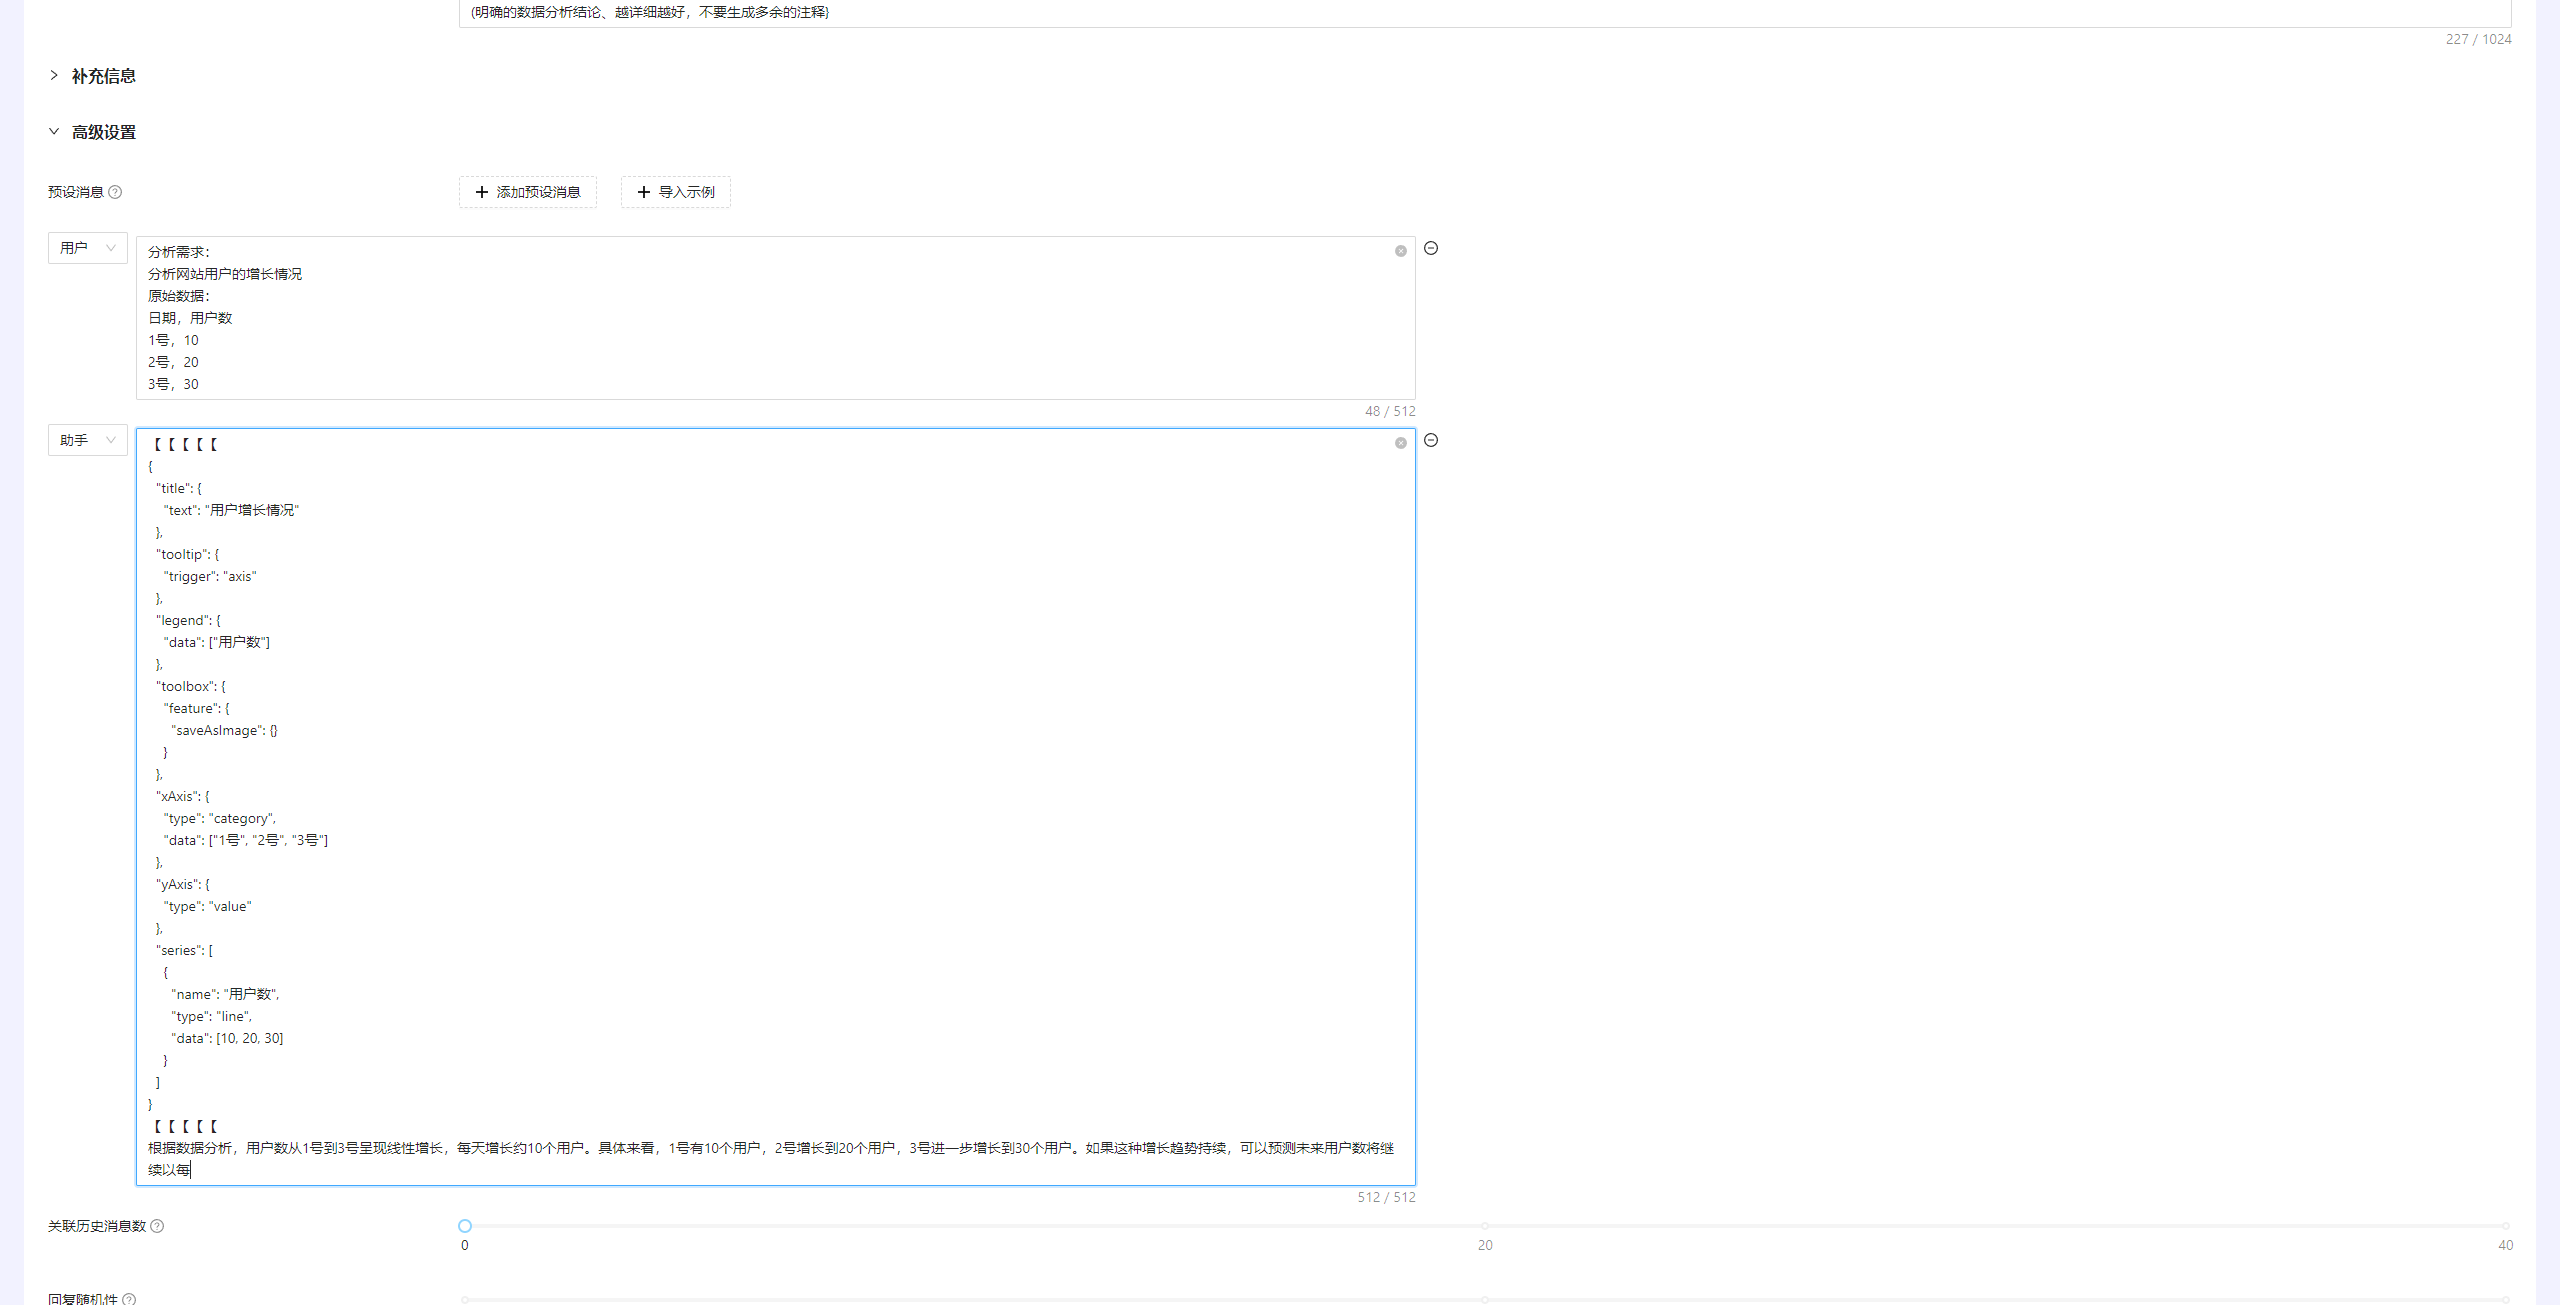 (明确的数据分析结论、越详细越好，不要生成多余的注释}
227 / 1024
补充信息
高级设置
预设消息
添加预设消息
导入示例
用户
分析需求：
分析网站用户的增长情况
原始数据：
日期，用户数
1号，10
2号，20
3号，30
48 / 512
助手
【【【【【
{
  "title": {
    "text": "用户增长情况"
  },
  "tooltip": {
    "trigger": "axis"
  },
  "legend": {
    "data": ["用户数"]
  },
  "toolbox": {
    "feature": {
      "saveAsImage": {}
    }
  },
  "xAxis": {
    "type": "category",
    "data": ["1号", "2号", "3号"]
  },
  "yAxis": {
    "type": "value"
  },
  "series": [
    {
      "name": "用户数",
      "type": "line",
      "data": [10, 20, 30]
    }
  ]
}
【【【【【
根据数据分析，用户数从1号到3号呈现线性增长，每天增长约10个用户。具体来看，1号有10个用户，2号增长到20个用户，3号进一步增长到30个用户。如果这种增长趋势持续，可以预测未来用户数将继
续以每
512 / 512
关联历史消息数
0
20
40
回复随机性